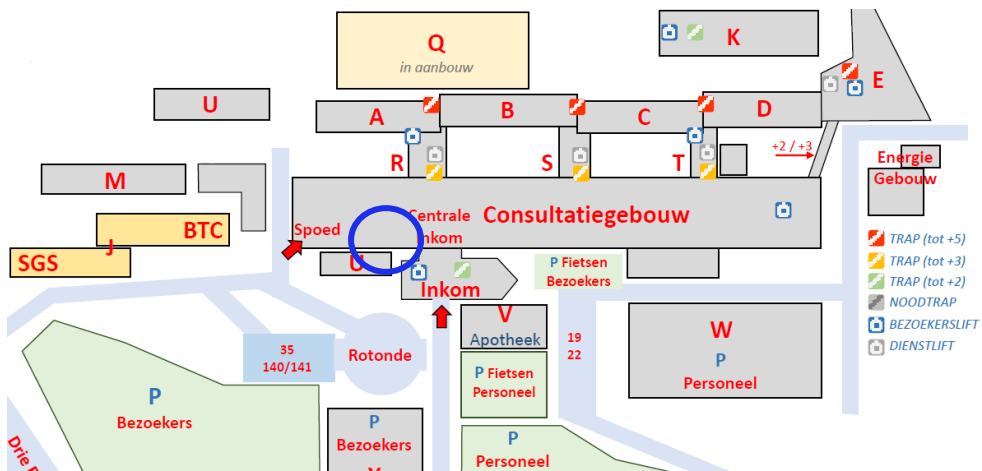 Q
in aanbouw
K
E
U
A
B
C
D
R
S
T
+2 / +3
Energie
Gebouw
M
BTC
J
SGS
Spoed
Centrale
Inkom
Consultatiegebouw
U
Inkom
P Fietsen
Bezoekers
TRAP (tot +5)
TRAP (tot +3)
TRAP (tot +2)
NOODTRAP
BEZOEKERSLIFT
DIENSTLIFT
V
Apotheek
19
22
W
P
Personeel
35
140/141
Rotonde
P Fietsen
Personeel
P
Bezoekers
P
Bezoekers
P
Personeel
Drie